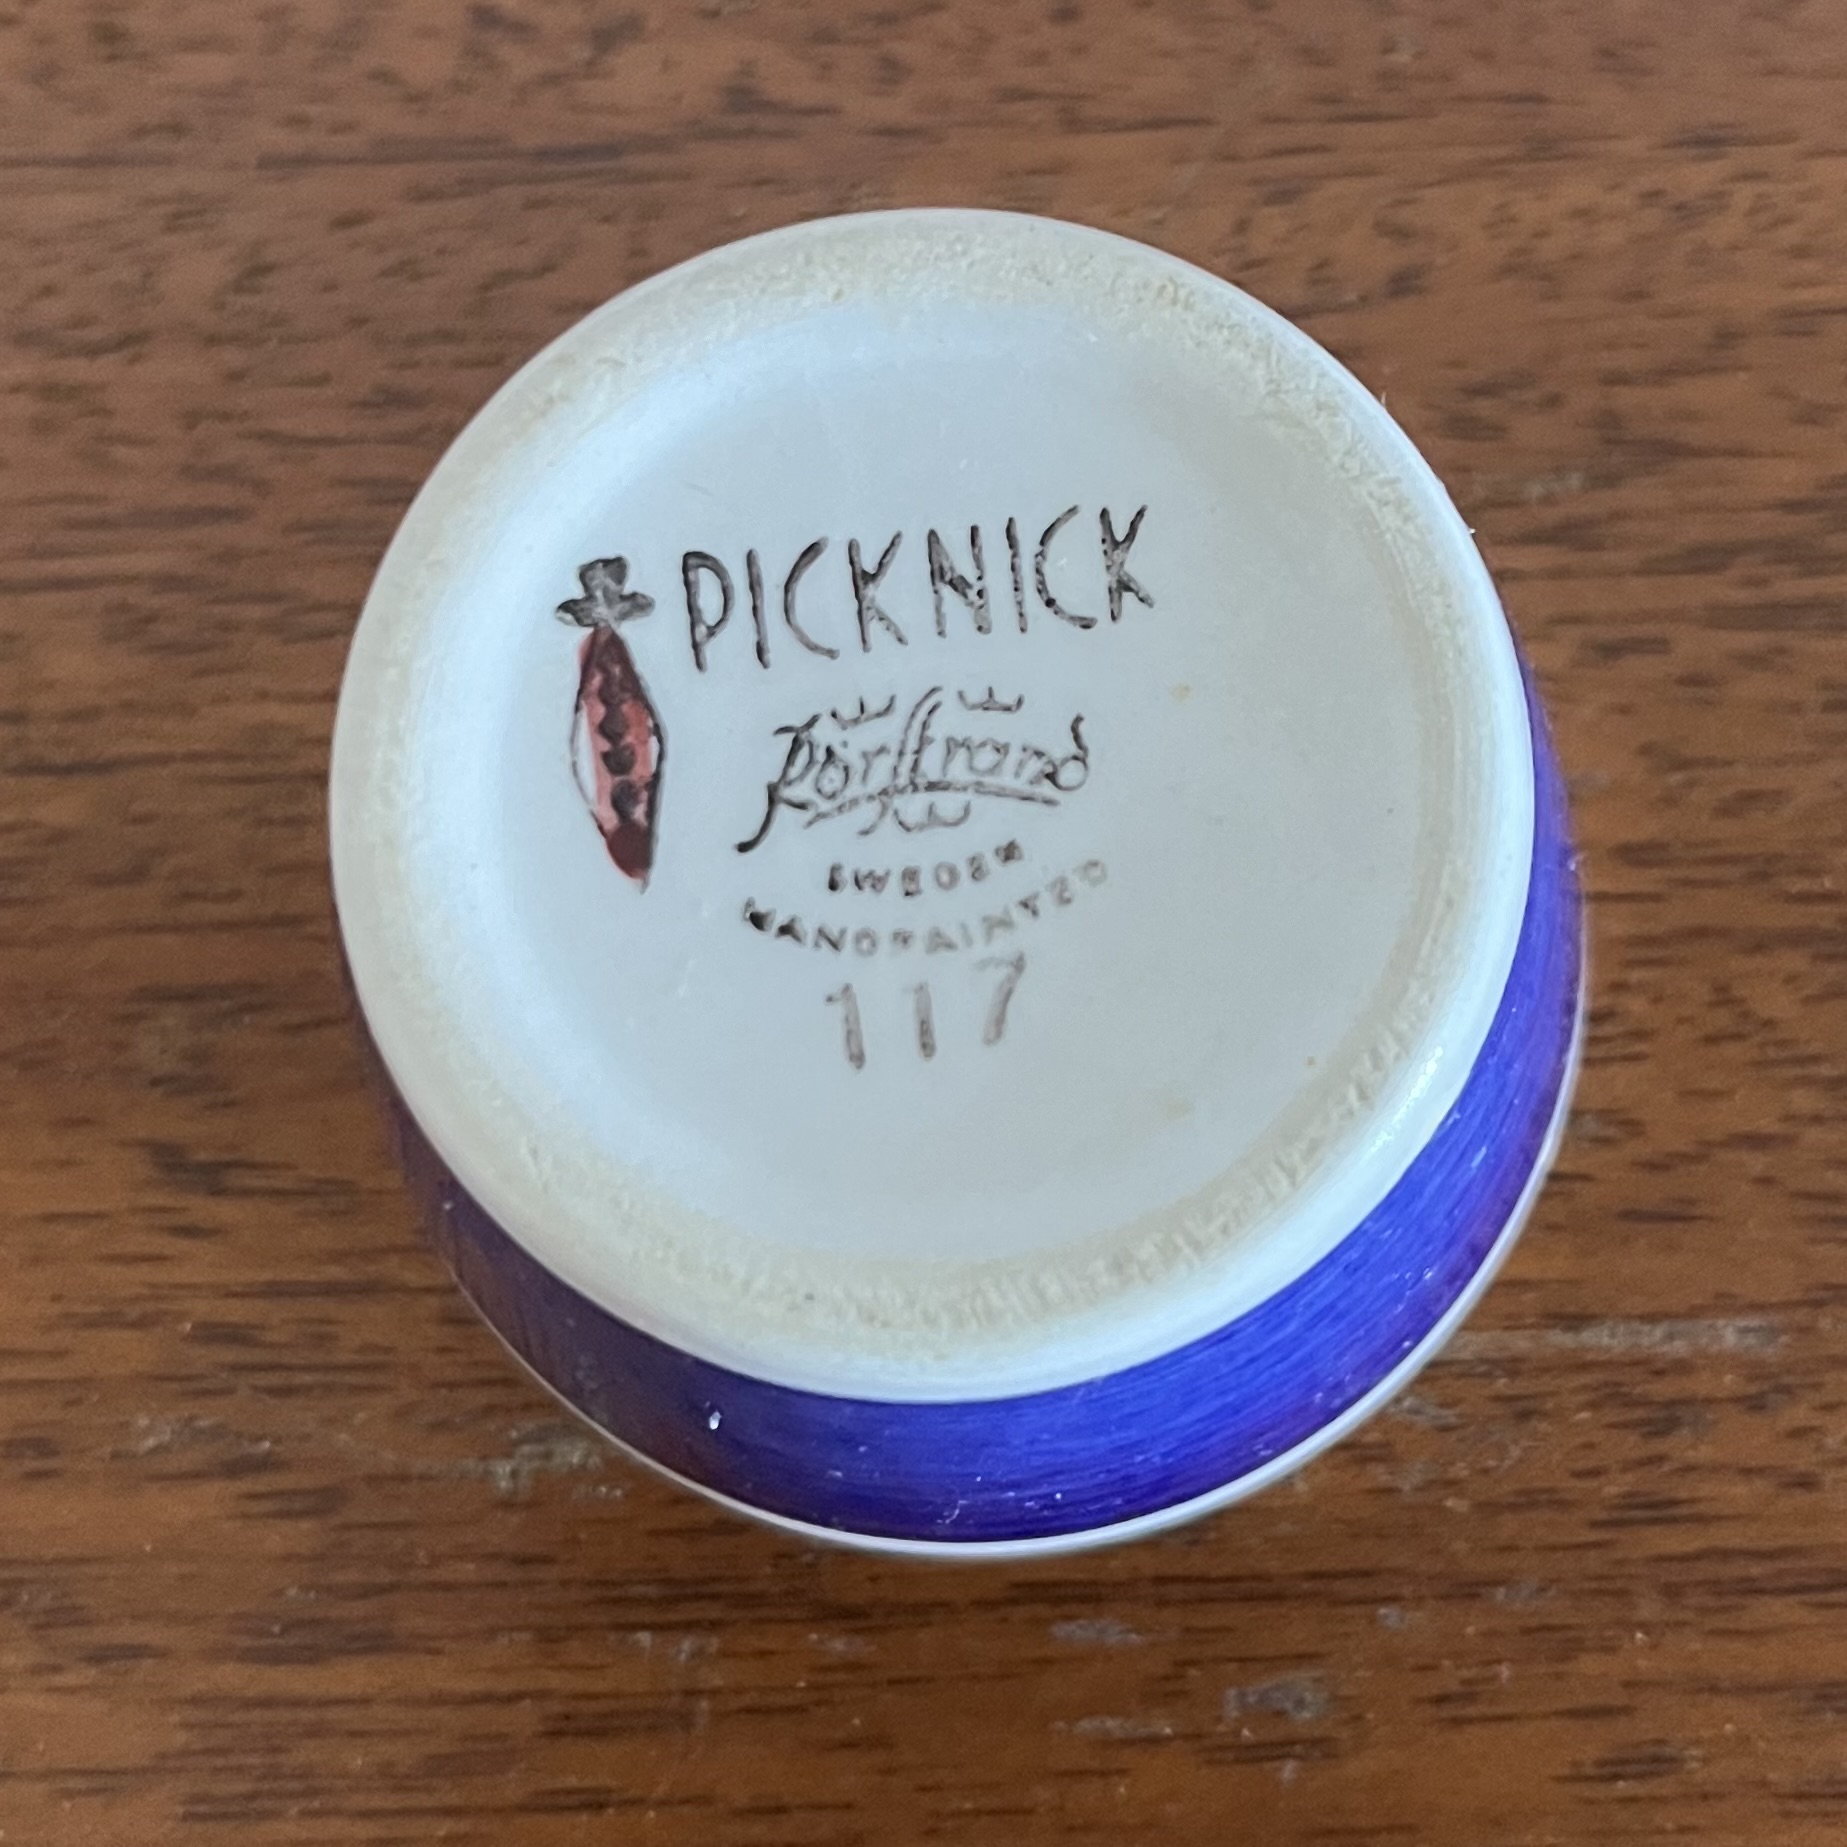 PICKNICK
Rörstrand
SWEDEN
HANDPAINTED
117